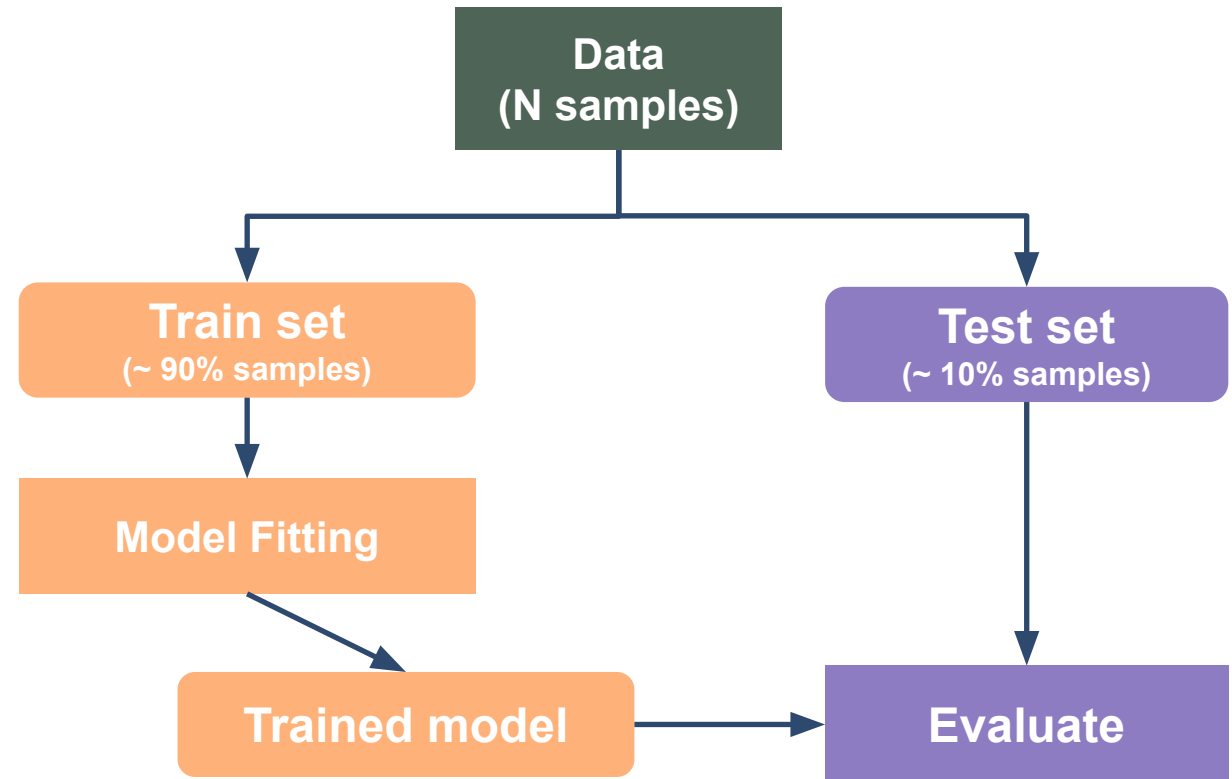 Data
(N samples)
Train set
(~ 90% samples)
Test set
(~ 10% samples)
Model Fitting
Trained model
Evaluate